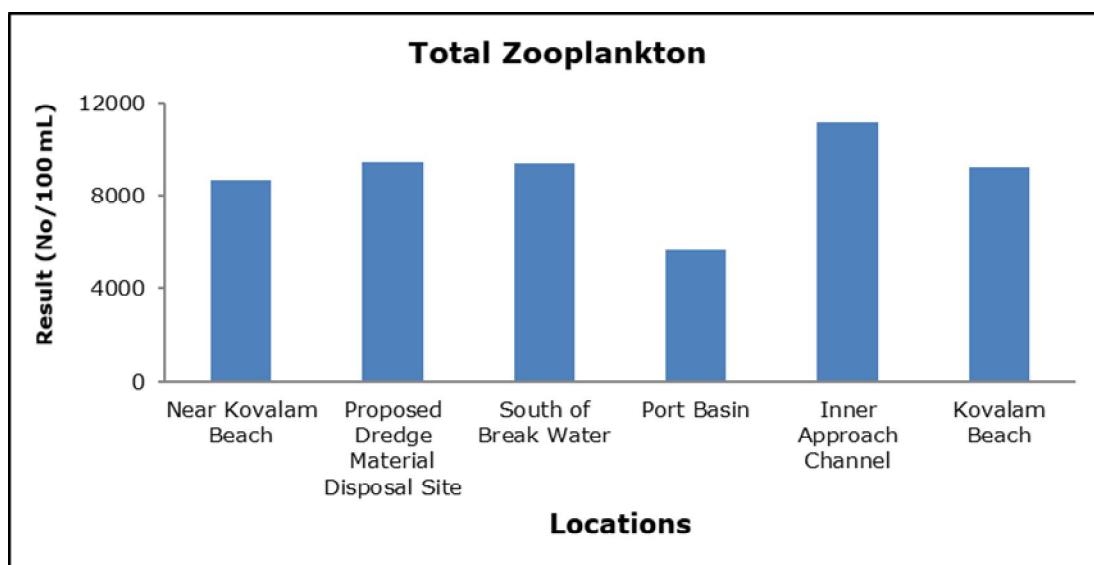 Total Zooplankton
Result (No/100 mL)
12000
8000
4000
0
Near Kovalam
Beach
Proposed
Dredge
Material
Disposal Site
South of
Break Water
Port Basin
Inner
Approach
Channel
Kovalam
Beach
Locations